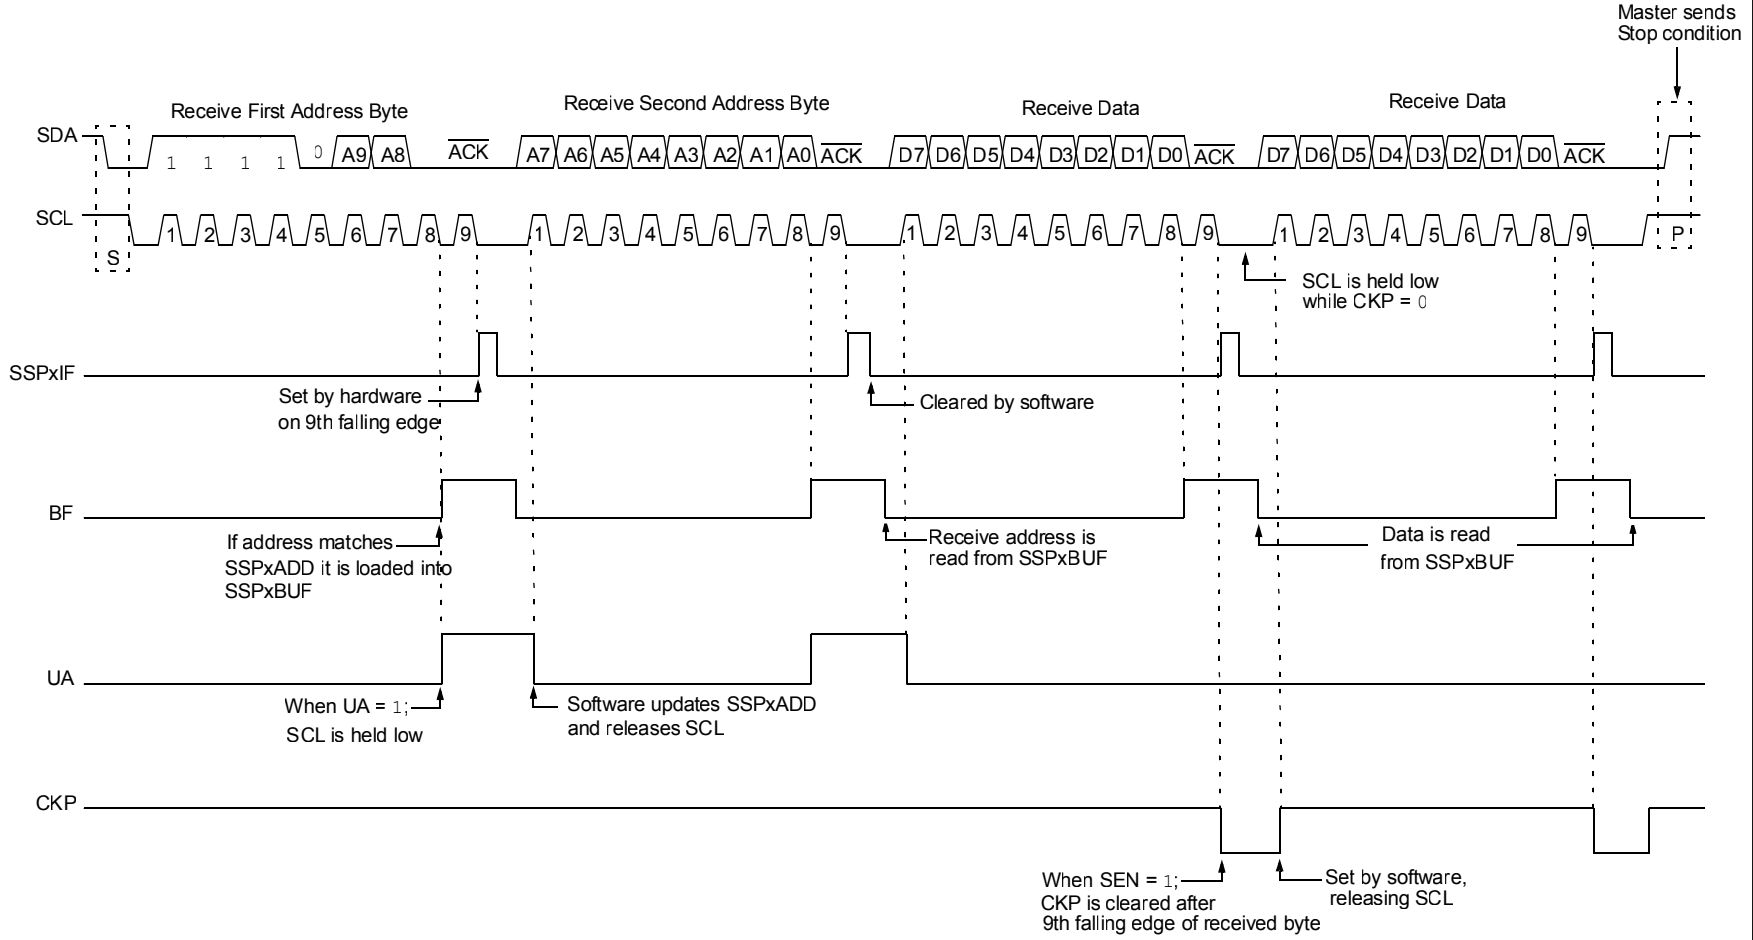 Master sends
Stop condition
Receive First Address Byte
Receive Second Address Byte
Receive Data
Receive Data
SDA
1 1 1 1 0 A9 A8 ACK A7 A6 A5 A4 A3 A2 A1 A0 ACK D7 D6 D5 D4 D3 D2 D1 D0 ACK D7 D6 D5 D4 D3 D2 D1 D0 ACK
SCL
S 1 2 3 4 5 6 7 8 9 1 2 3 4 5 6 7 8 9 1 2 3 4 5 6 7 8 9 1 2 3 4 5 6 7 8 9 P
SCL is held low
while CKP = 0
SSPxIF
Set by hardware
on 9th falling edge
Cleared by software
BF
If address matches
SSPxADD it is loaded into
SSPxBUF
Receive address is
read from SSPxBUF
Data is read
from SSPxBUF
UA
When UA = 1;
SCL is held low
Software updates SSPxADD
and releases SCL
CKP
When SEN = 1;
CKP is cleared after
9th falling edge of received byte
Set by software,
releasing SCL